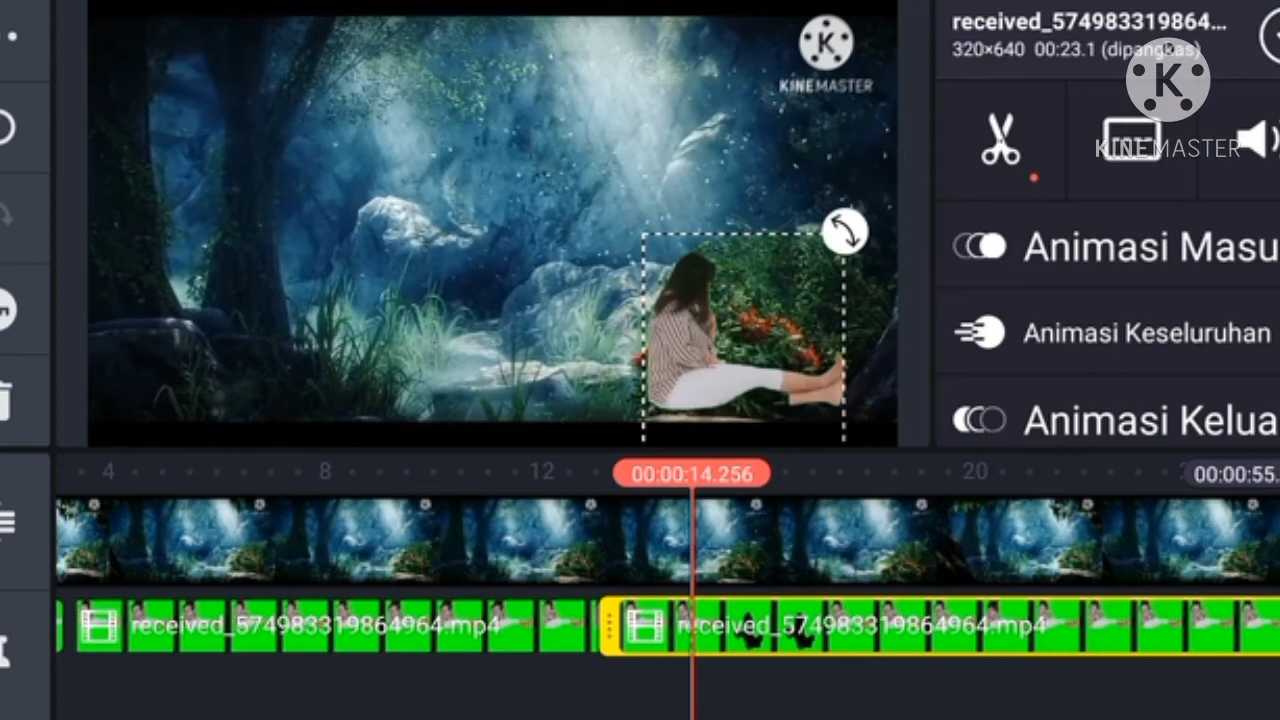 KINEMASTER
received_574983319864...
320×640 00:23.1 (dipangkas)
KINEMASTER
Animasi Masu
Animasi Keseluruhan
Animasi Kelua
4
8
12
00:00:14.256
20
00:00:55.
received_574983319864964.mp4
received_574983319864964.mp4